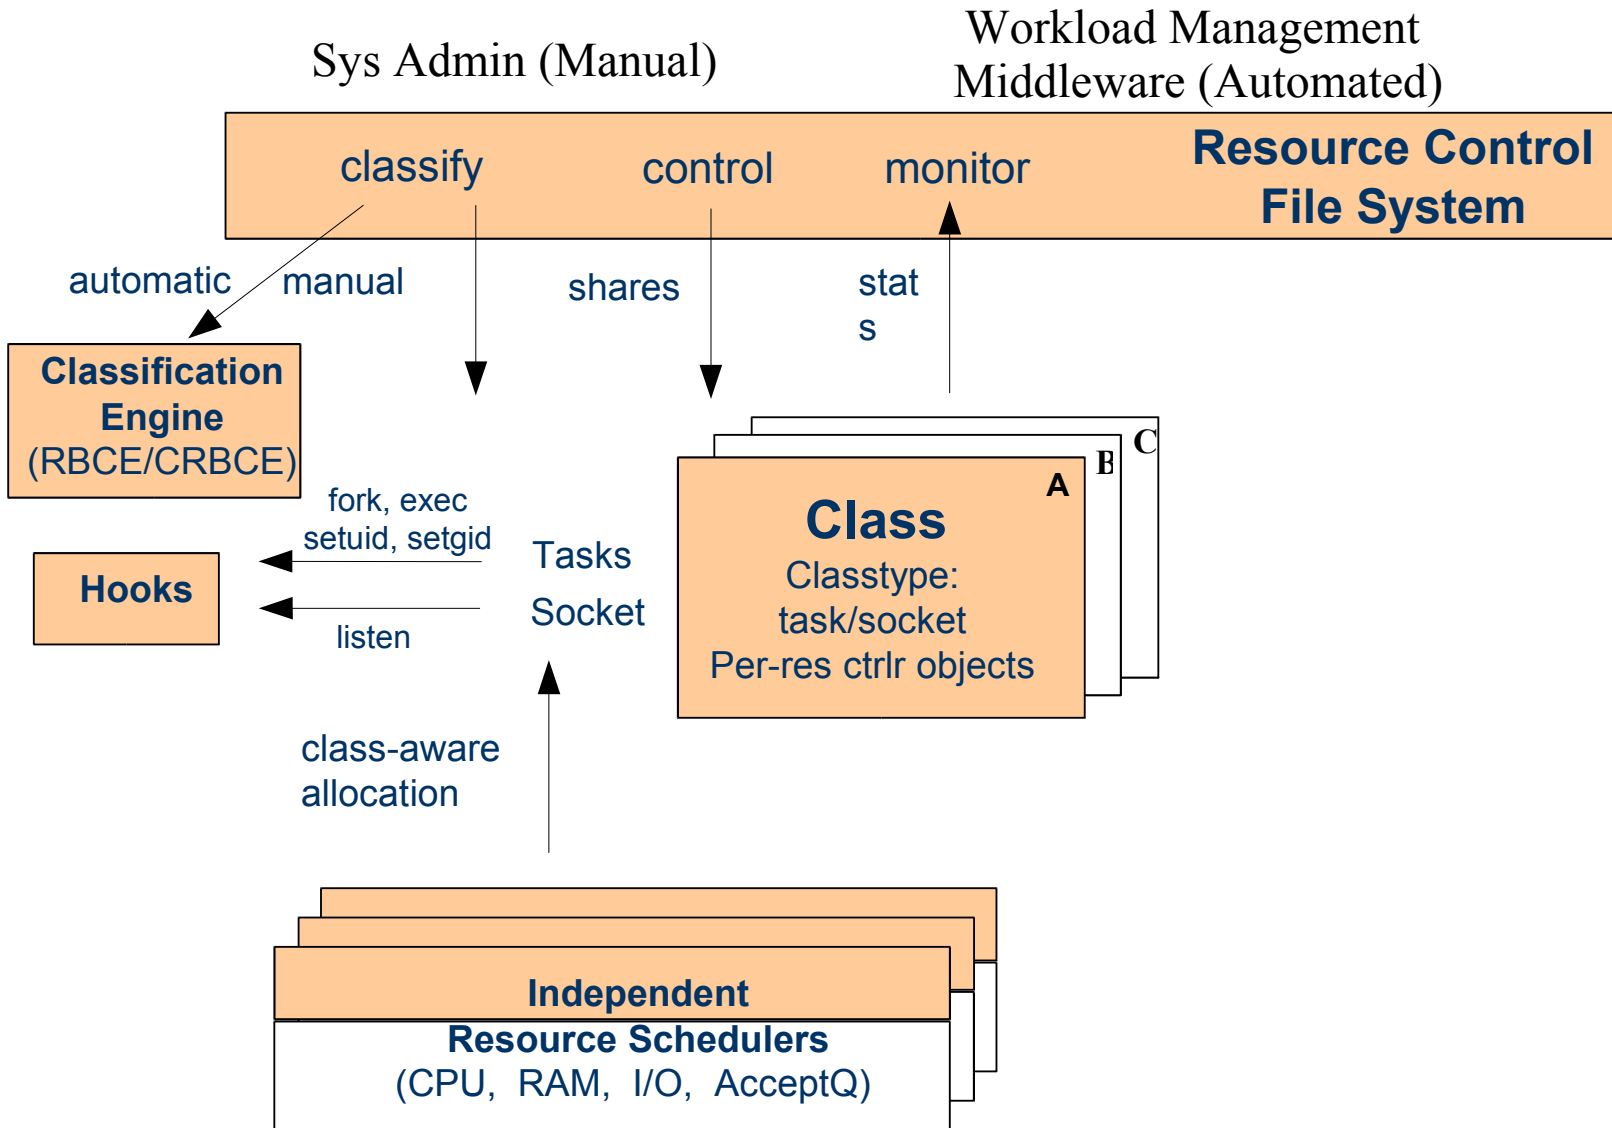 Sys Admin (Manual)
Workload Management
Middleware (Automated)
classify
control
monitor
Resource Control
File System
automatic
manual
shares
stat
s
Classification
Engine
(RBCE/CRBCE)
fork, exec
setuid, setgid
Hooks
listen
Tasks
Socket
C
B
A
Class
Classtype:
task/socket
Per-res ctrlr objects
class-aware
allocation
Independent
Resource Schedulers
(CPU, RAM, I/O, AcceptQ)